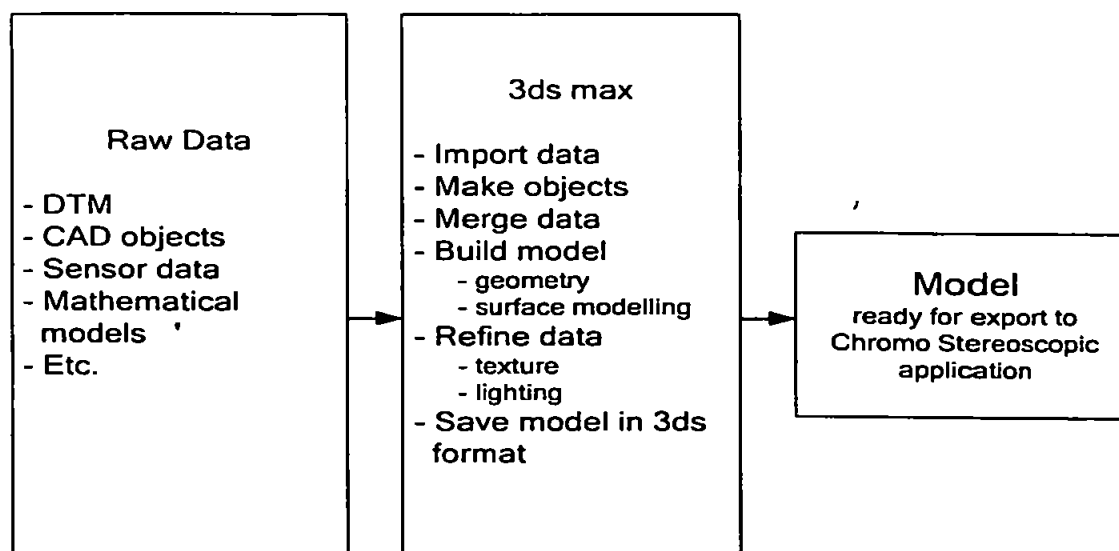 Raw Data
- DTM
- CAD objects
- Sensor data
- Mathematical
models
- Etc.
3ds max
- Import data
- Make objects
- Merge data
- Build model
- geometry
- surface modelling
- Refine data
- texture
- lighting
- Save model in 3ds
format
Model
ready for export to
Chromo Stereoscopic
application